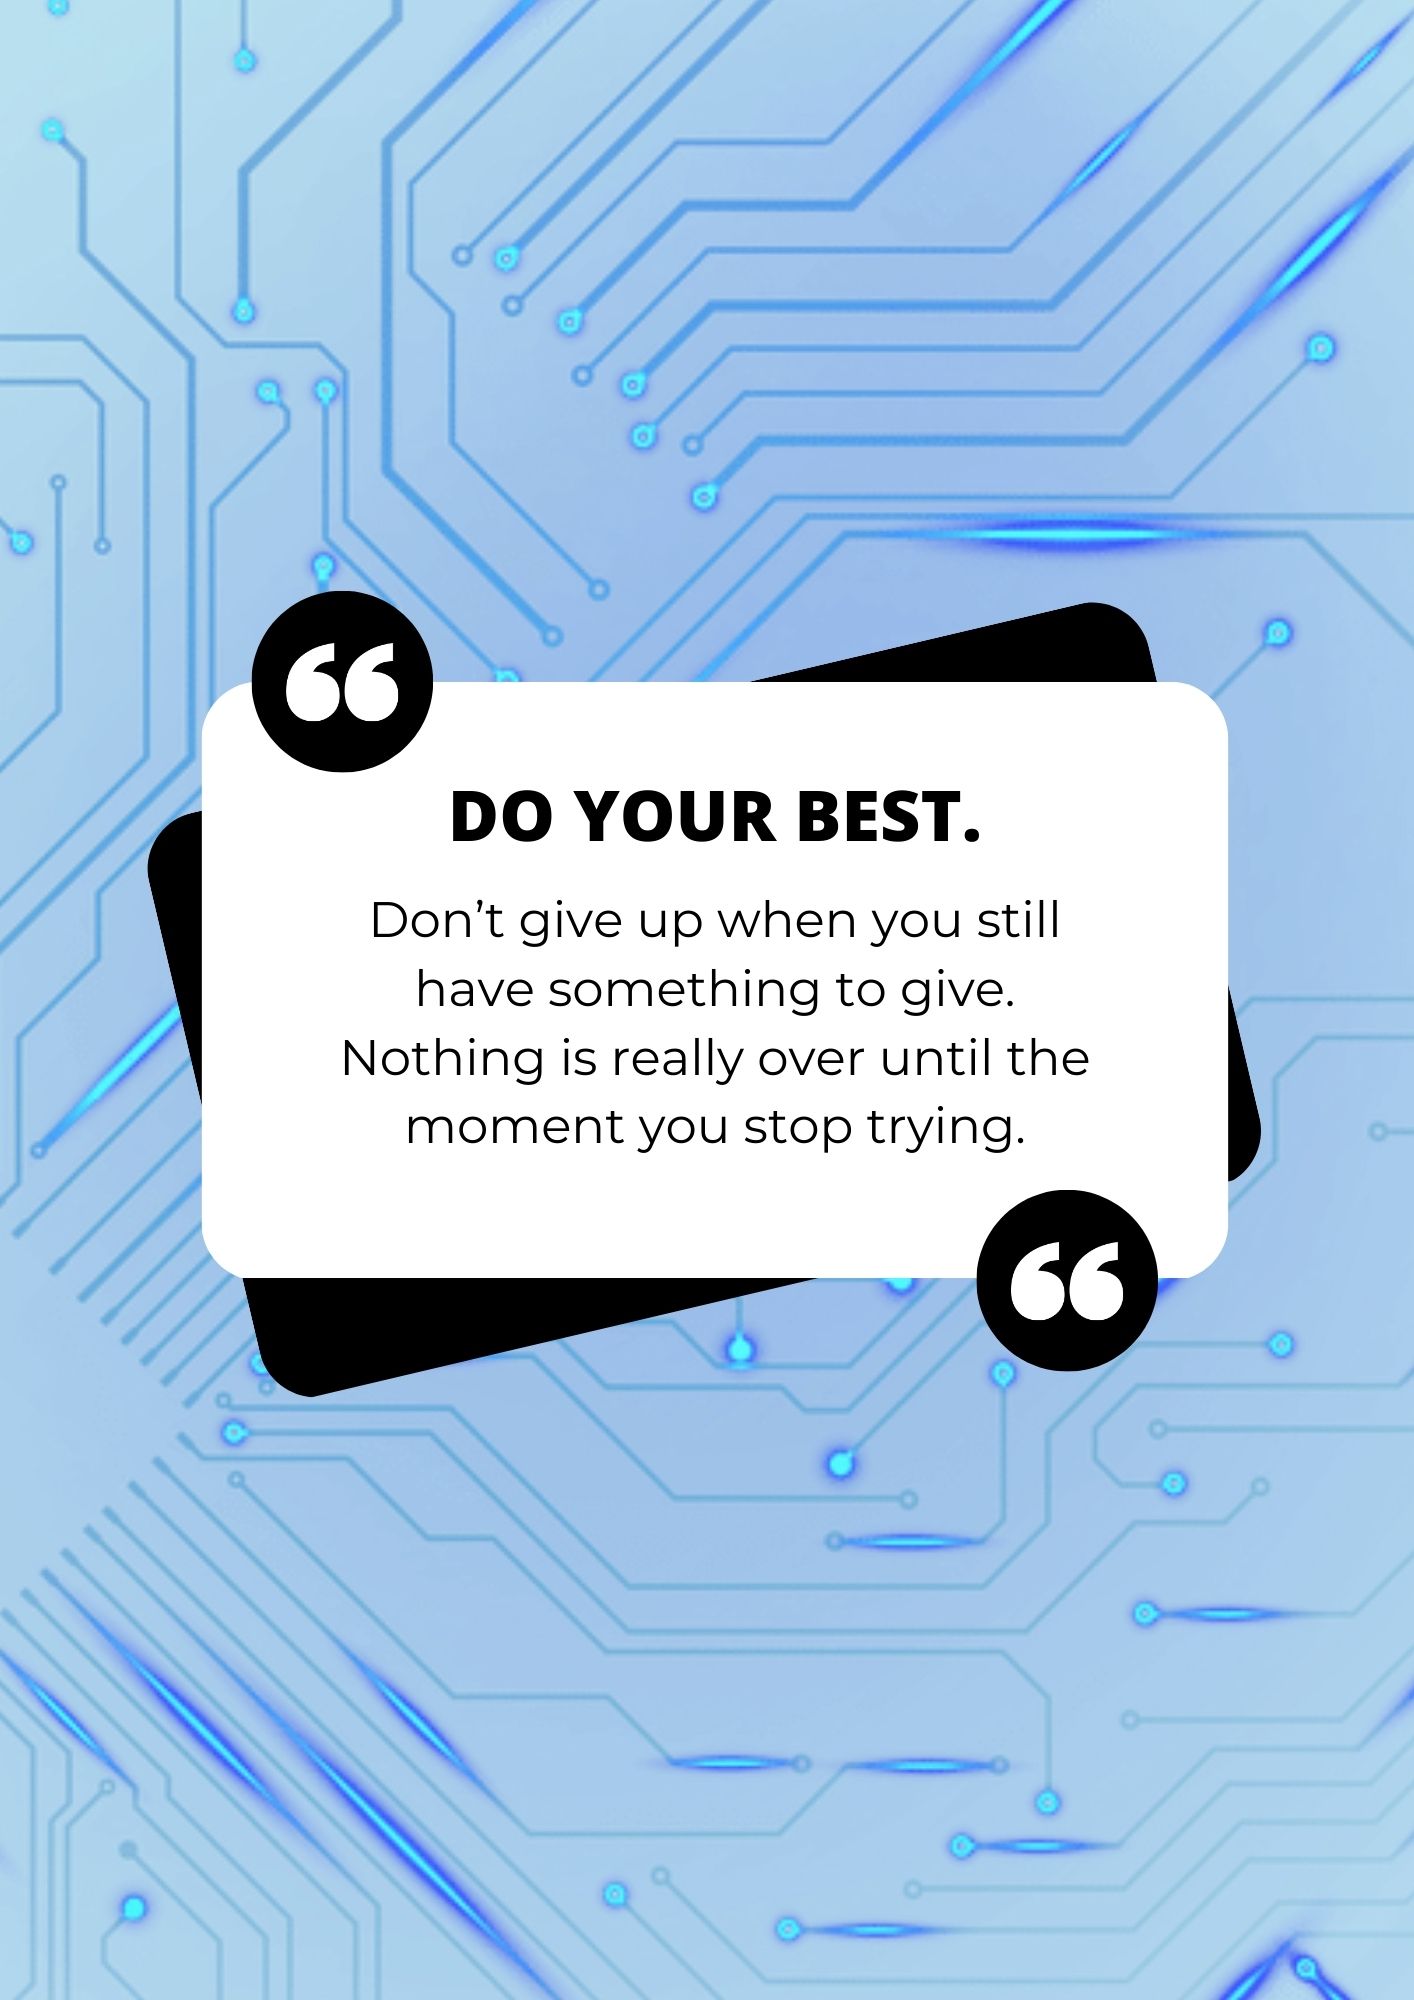 “
DO YOUR BEST.
Don’t give up when you still
have something to give.
Nothing is really over until the
moment you stop trying.
“